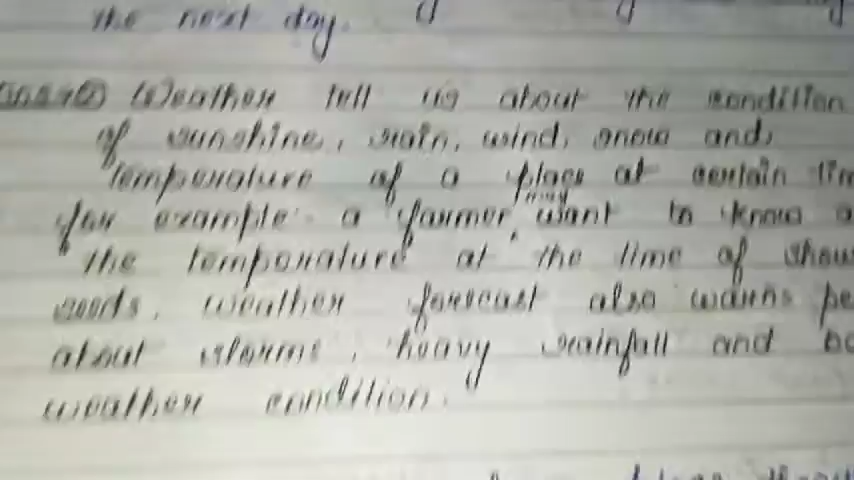 the next day.
Ans Weather tell us about the condition
of sunshine, rain, wind, snow and,
temperature of a place at certain
for example a farmer may want to know
the temperature at the time of
seeds. Weather forecast also warns
about storms, heavy rainfall and
weather condition.